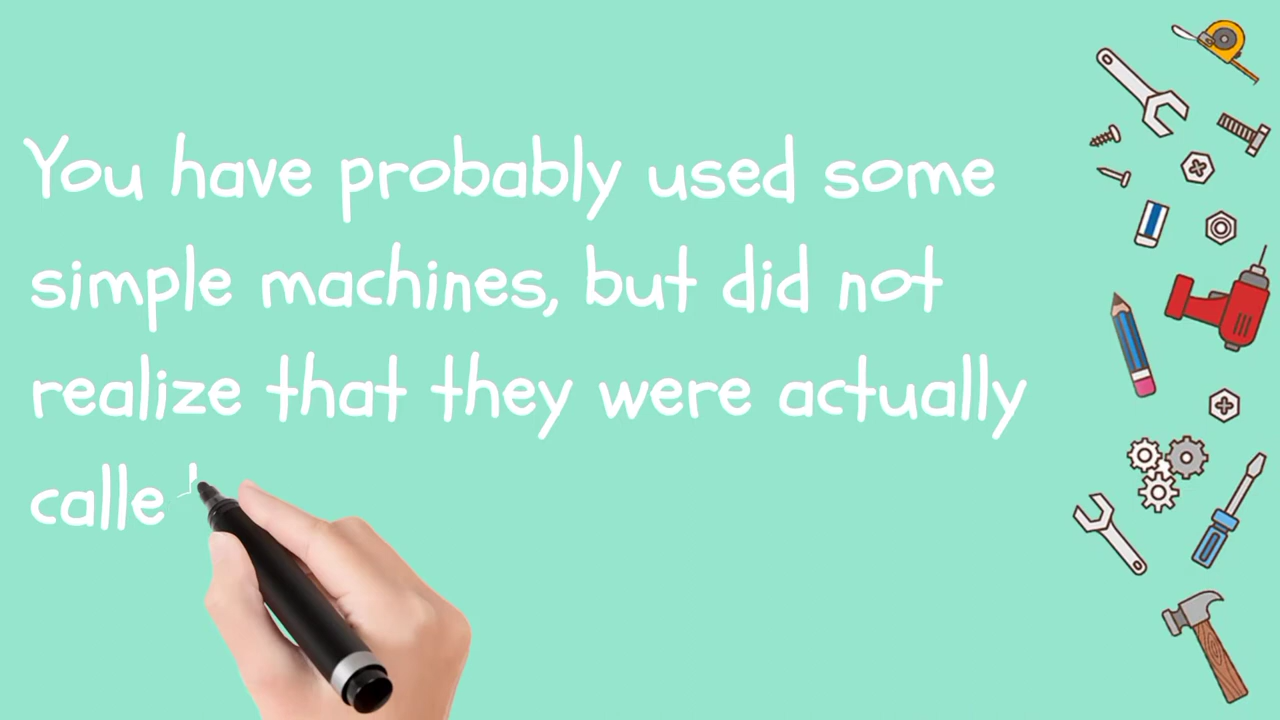 You have probably used some
simple machines, but did not
realize that they were actually
calle